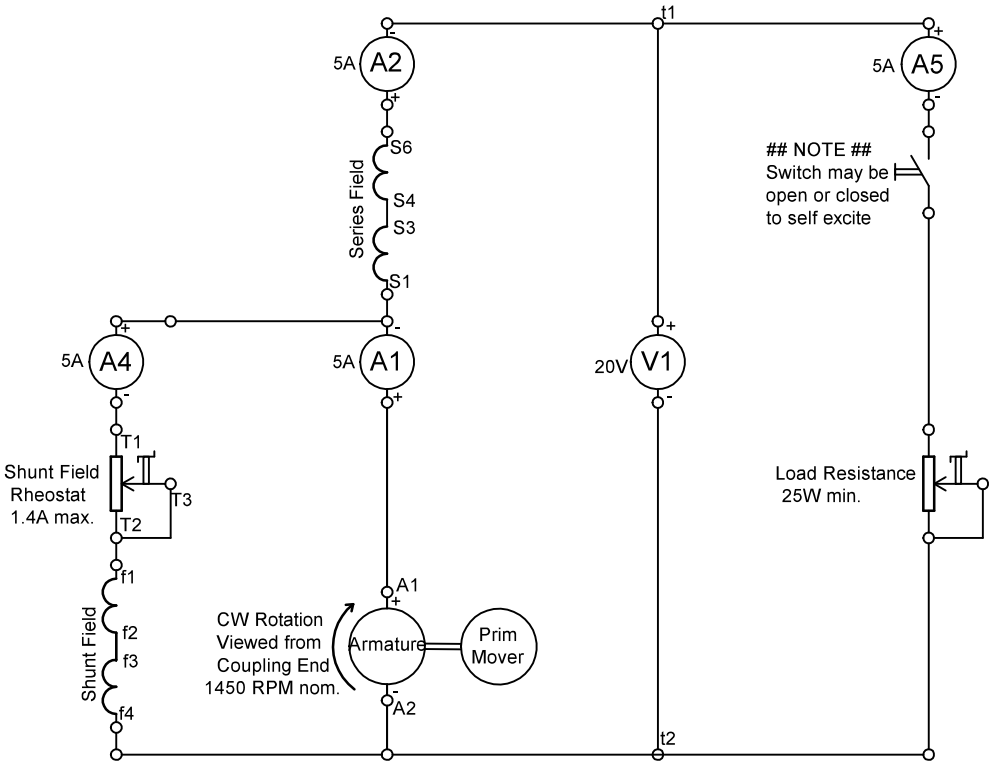 t1
-
A2
5A
+
+
A5
5A
-
S6
S4
S3
S1
Series Field
## NOTE ##
Switch may be
open or closed
to self excite
+
A4
5A
-
-
A1
5A
+
+
V1
20V
-
T1
Shunt Field
Rheostat
1.4A max.
T3
T2
Load Resistance
25W min.
f1
f2
f3
f4
Shunt Field
A1
+
CW Rotation
Viewed from
Coupling End
1450 RPM nom.
Armature
Prim
Mover
-
A2
t2